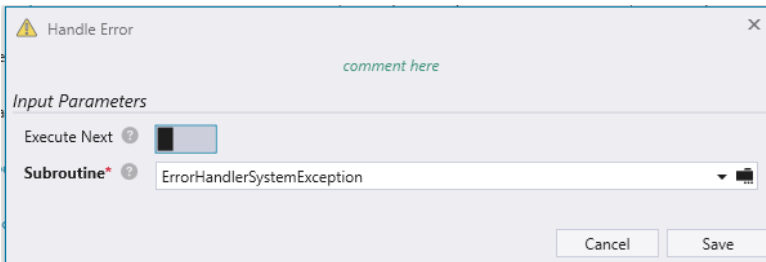 Handle Error
comment here
Input Parameters
Execute Next
Subroutine*
ErrorHandlerSystemException
Cancel
Save